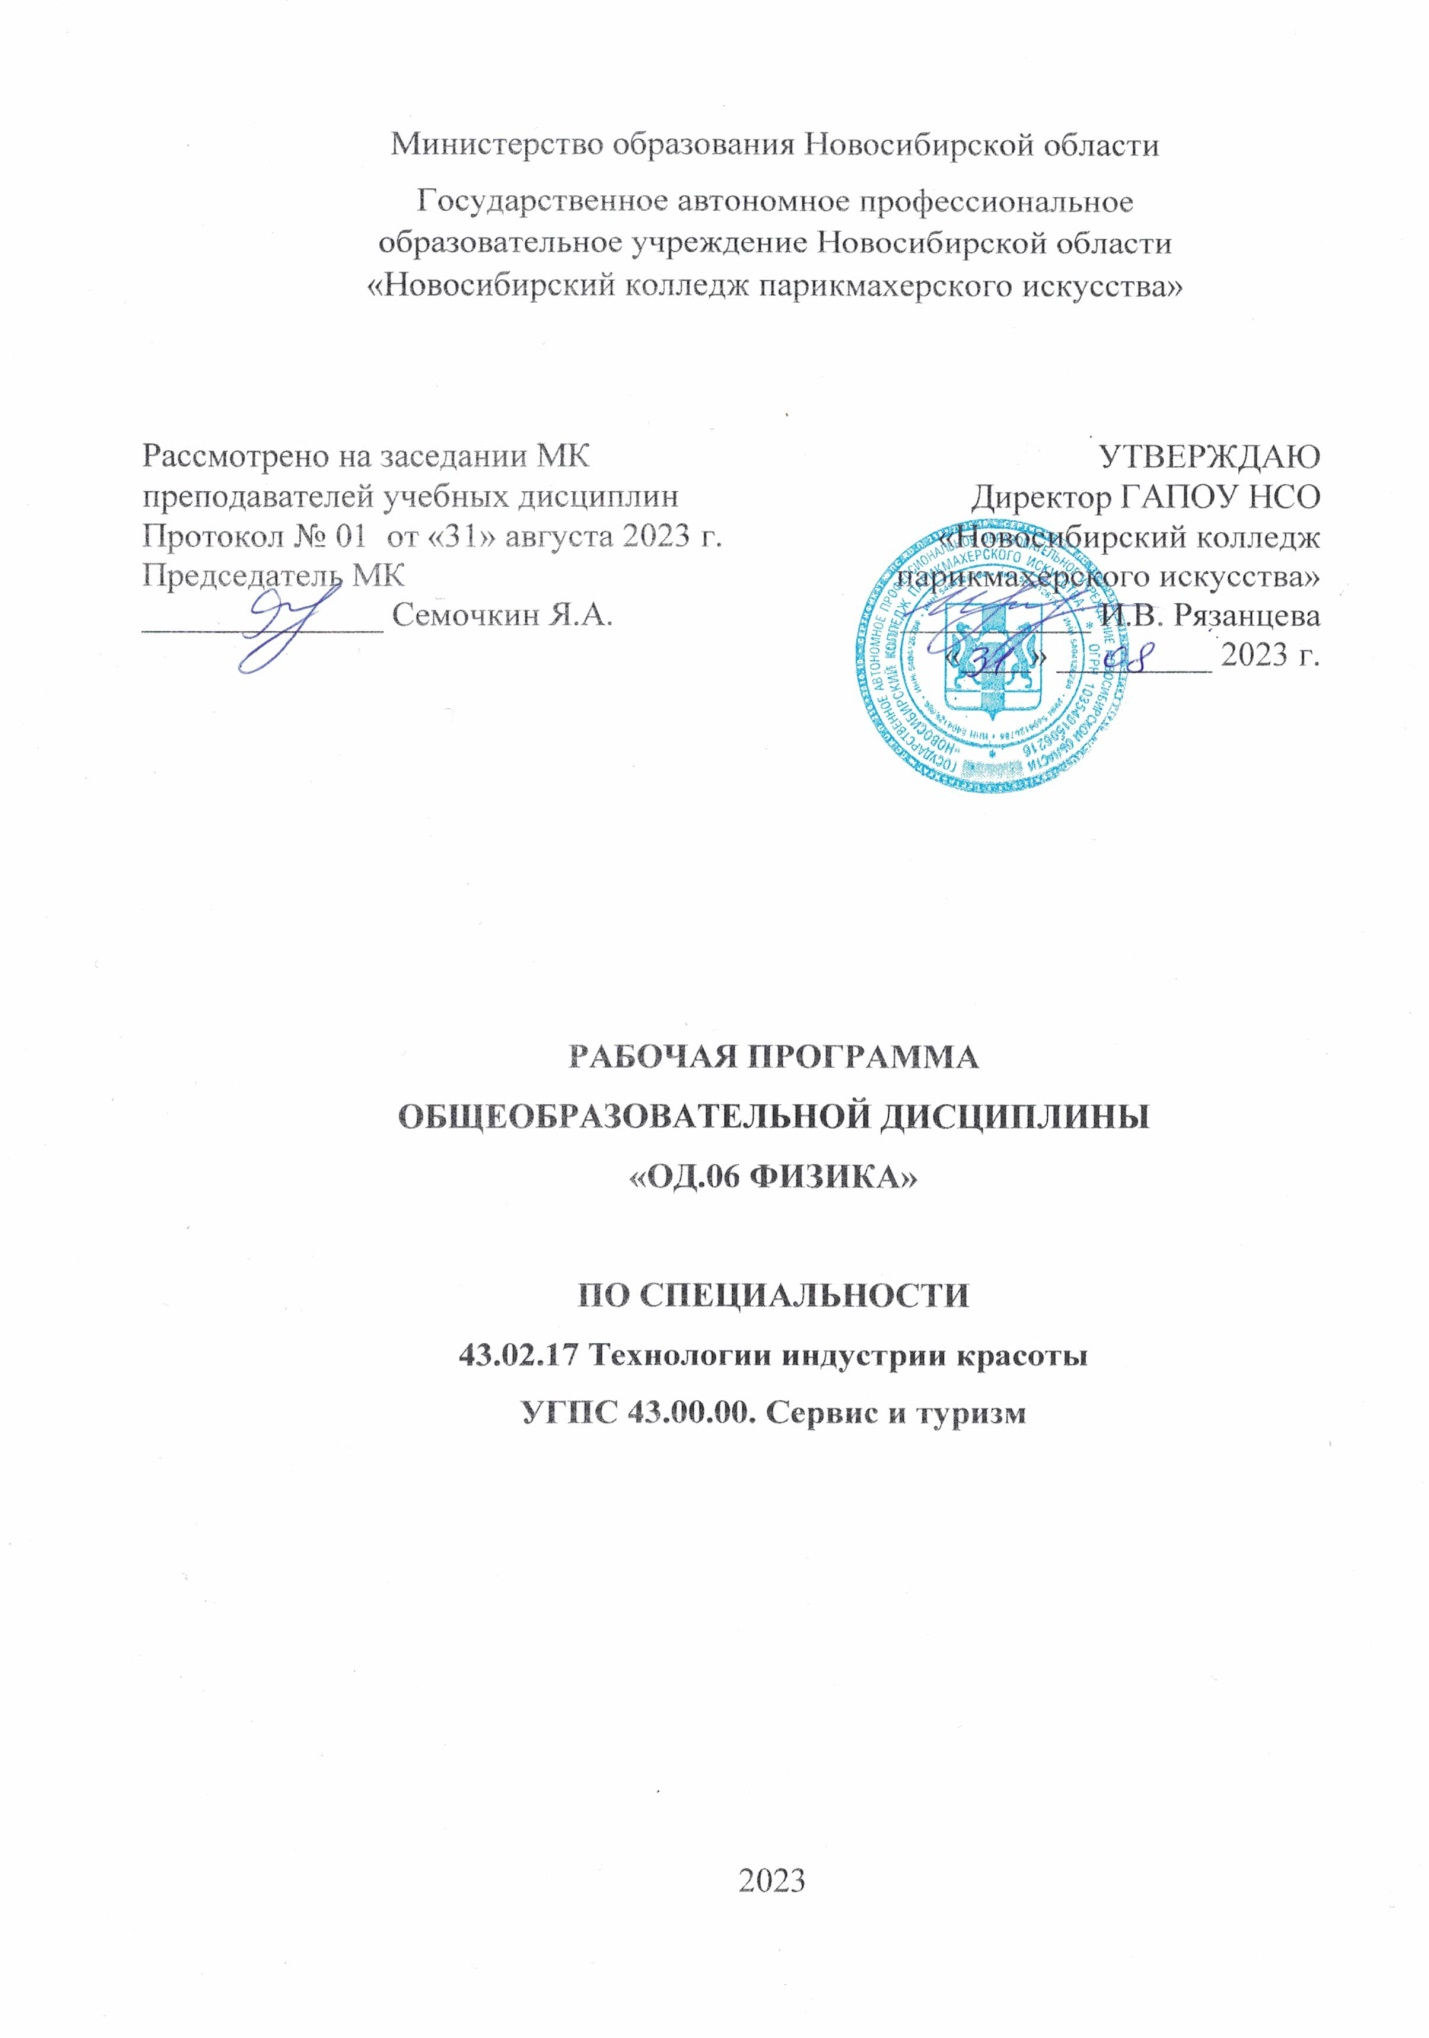 Министерство образования Новосибирской области
Государственное автономное профессиональное
образовательное учреждение Новосибирской области
«Новосибирский колледж парикмахерского искусства»
Рассмотрено на заседании МК
преподавателей учебных дисциплин
Протокол № 01 от «31» августа 2023 г.
Председатель МК
_______________ Семочкин Я.А.
УТВЕРЖДАЮ
Директор ГАПОУ НСО
«Новосибирский колледж
парикмахерского искусства»
____________ И.В. Рязанцева
«31» 08 2023 г.
РАБОЧАЯ ПРОГРАММА
ОБЩЕОБРАЗОВАТЕЛЬНОЙ ДИСЦИПЛИНЫ
«ОД.06 ФИЗИКА»
ПО СПЕЦИАЛЬНОСТИ
43.02.17 Технологии индустрии красоты
УГПС 43.00.00. Сервис и туризм
2023